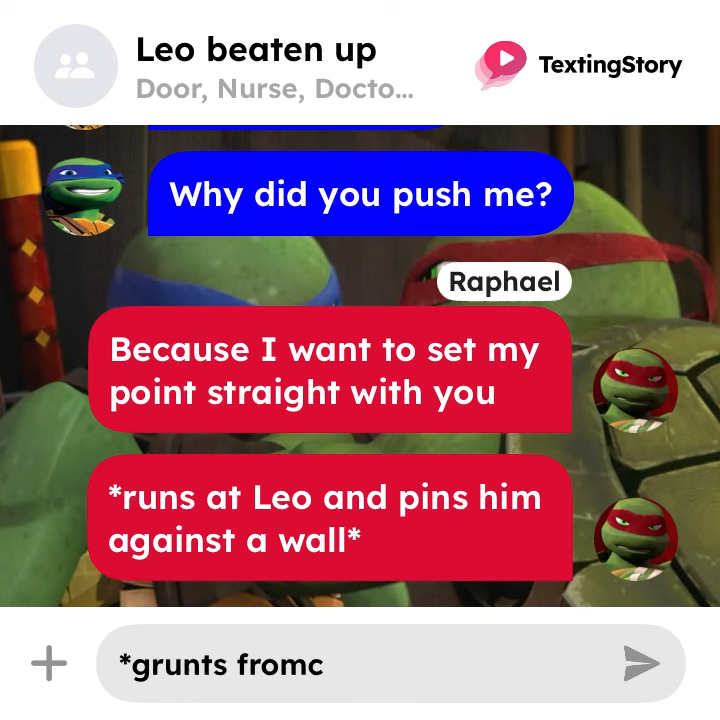 Leo beaten up
Door, Nurse, Docto...
TextingStory
Why did you push me?
Raphael
Because I want to set my
point straight with you
*runs at Leo and pins him
against a wall*
*grunts fromc